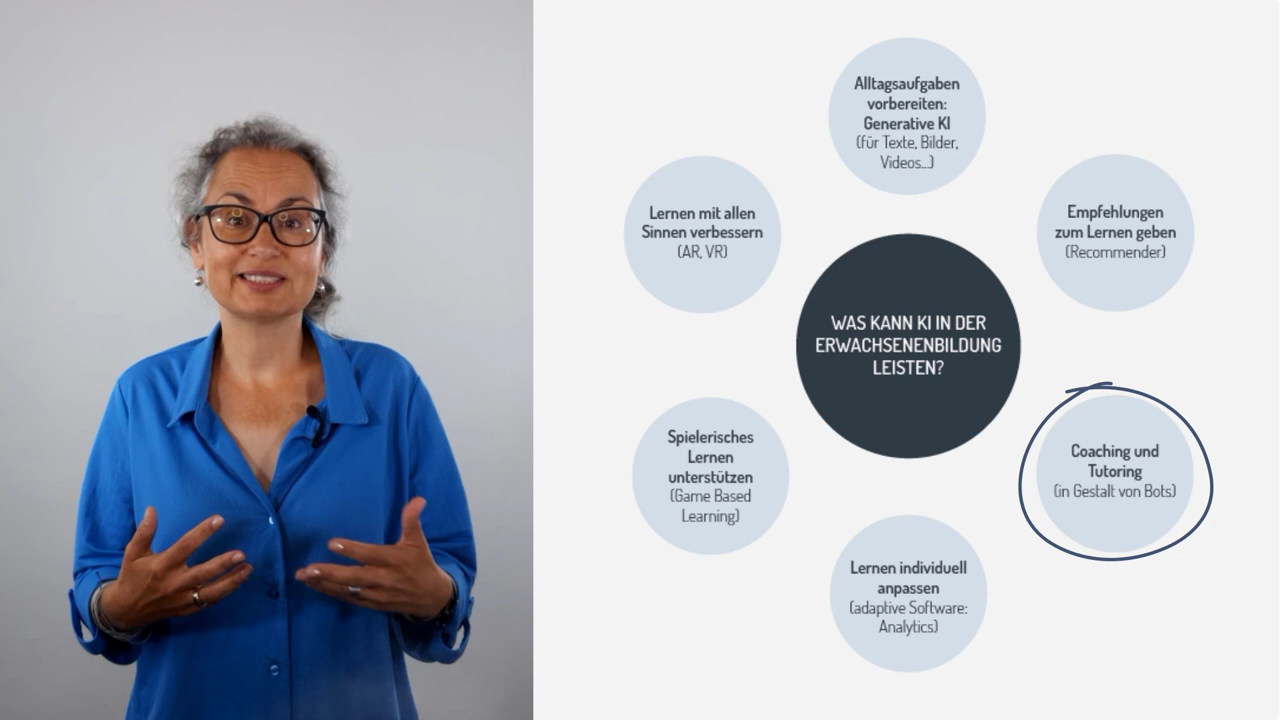 Alltagsaufgaben
vorbereiten:
Generative KI
(für Texte, Bilder,
Videos...)
Lernen mit allen
Sinnen verbessern
(AR, VR)
Empfehlungen
zum Lernen geben
(Recommender)
WAS KANN KI IN DER
ERWACHSENENBILDUNG
LEISTEN?
Spielerisches
Lernen
unterstützen
(Game Based
Learning)
Coaching und
Tutoring
(in Gestalt von Bots)
Lernen individuell
anpassen
(adaptive Software:
Analytics)